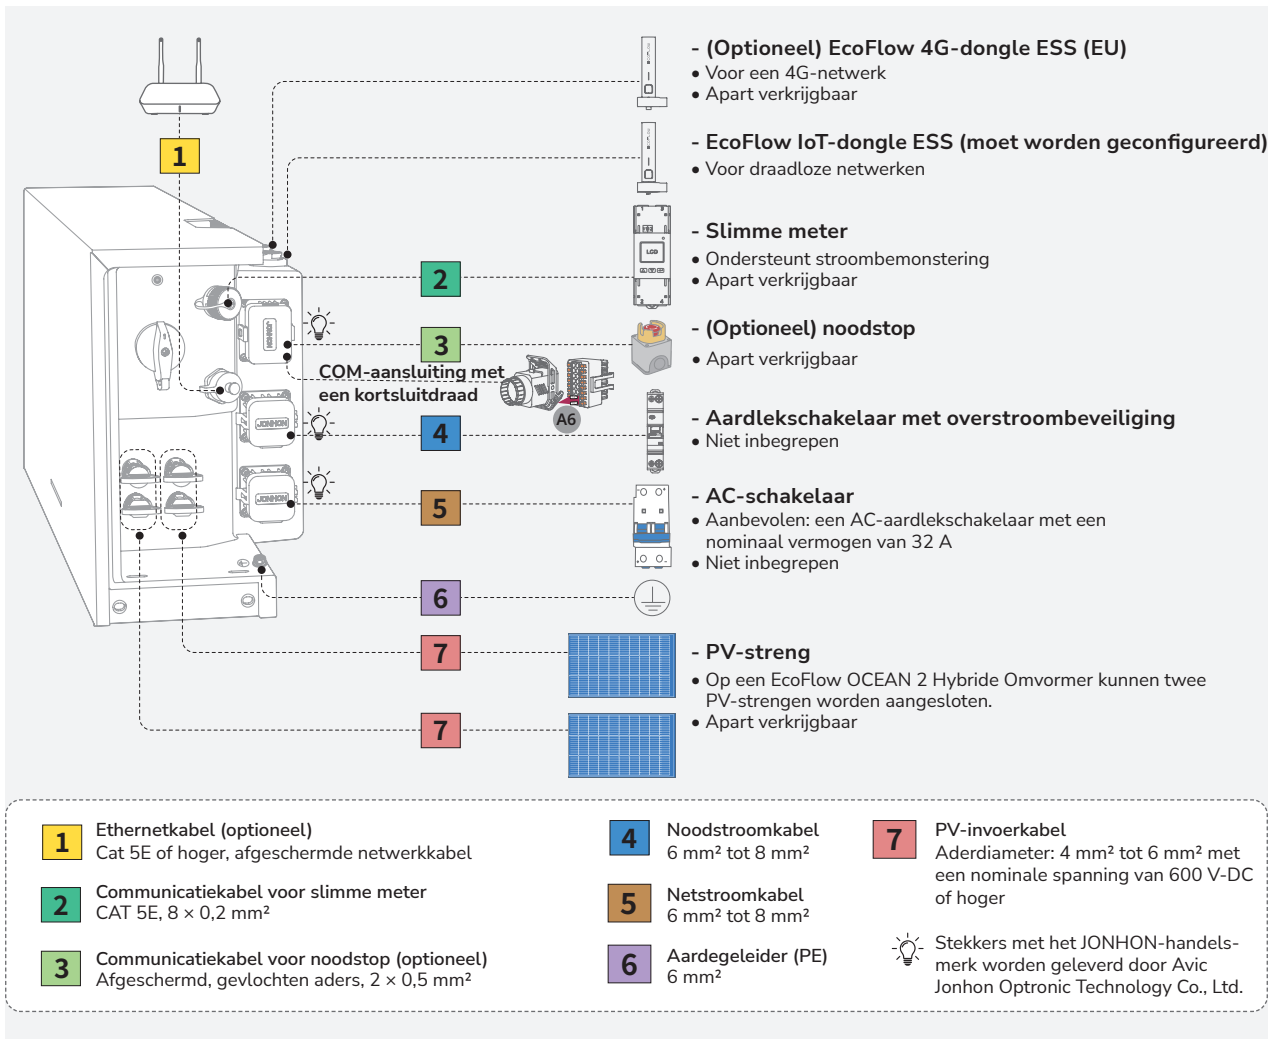 - (Optioneel) EcoFlow 4G-dongle ESS (EU)
• Voor een 4G-netwerk
• Apart verkrijgbaar
1
- EcoFlow IoT-dongle ESS (moet worden geconfigureerd)
• Voor draadloze netwerken
- Slimme meter
• Ondersteunt stroombemonstering
• Apart verkrijgbaar
LCD
2
- (Optioneel) noodstop
• Apart verkrijgbaar
3
JONHON
COM-aansluiting met
een kortsluitdraad
A6
- Aardlekschakelaar met overstroombeveiliging
• Niet inbegrepen
4
JONHON
- AC-schakelaar
• Aanbevolen: een AC-aardlekschakelaar met een
nominaal vermogen van 32 A
• Niet inbegrepen
5
JONHON
6
7
- PV-streng
• Op een EcoFlow OCEAN 2 Hybride Omvormer kunnen twee
PV-strengen worden aangesloten.
• Apart verkrijgbaar
7
1
Ethernetkabel (optioneel)
Cat 5E of hoger, afgeschermde netwerkkabel
2
Communicatiekabel voor slimme meter
CAT 5E, 8 × 0,2 mm²
3
Communicatiekabel voor noodstop (optioneel)
Afgeschermd, gevlochten aders, 2 × 0,5 mm²
4
Noodstroomkabel
6 mm² tot 8 mm²
5
Netstroomkabel
6 mm² tot 8 mm²
6
Aardegeleider (PE)
6 mm²
7
PV-invoerkabel
Aderdiameter: 4 mm² tot 6 mm² met
een nominale spanning van 600 V-DC
of hoger
Stekkers met het JONHON-handels-
merk worden geleverd door Avic
Jonhon Optronic Technology Co., Ltd.